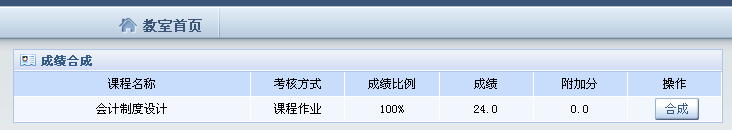 教室首页
成绩合成
课程名称 考核方式 成绩比例 成绩 附加分 操作
会计制度设计 课程作业 100% 24.0 0.0 合成